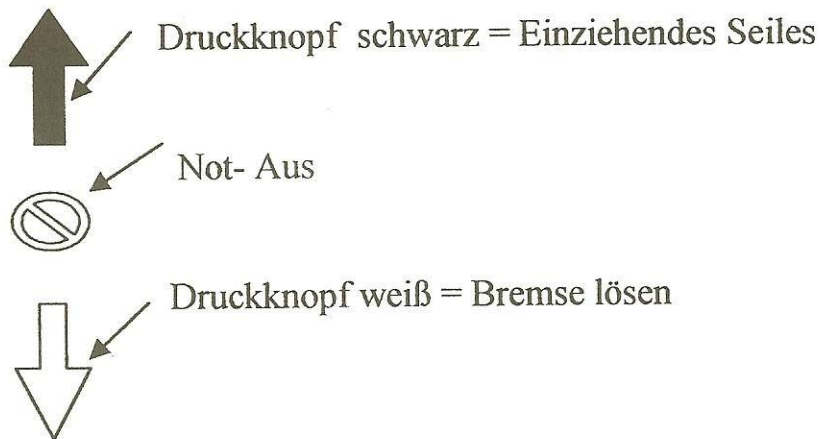 Druckknopf schwarz = Einziehendes Seiles
Not- Aus
Druckknopf weiß = Bremse lösen